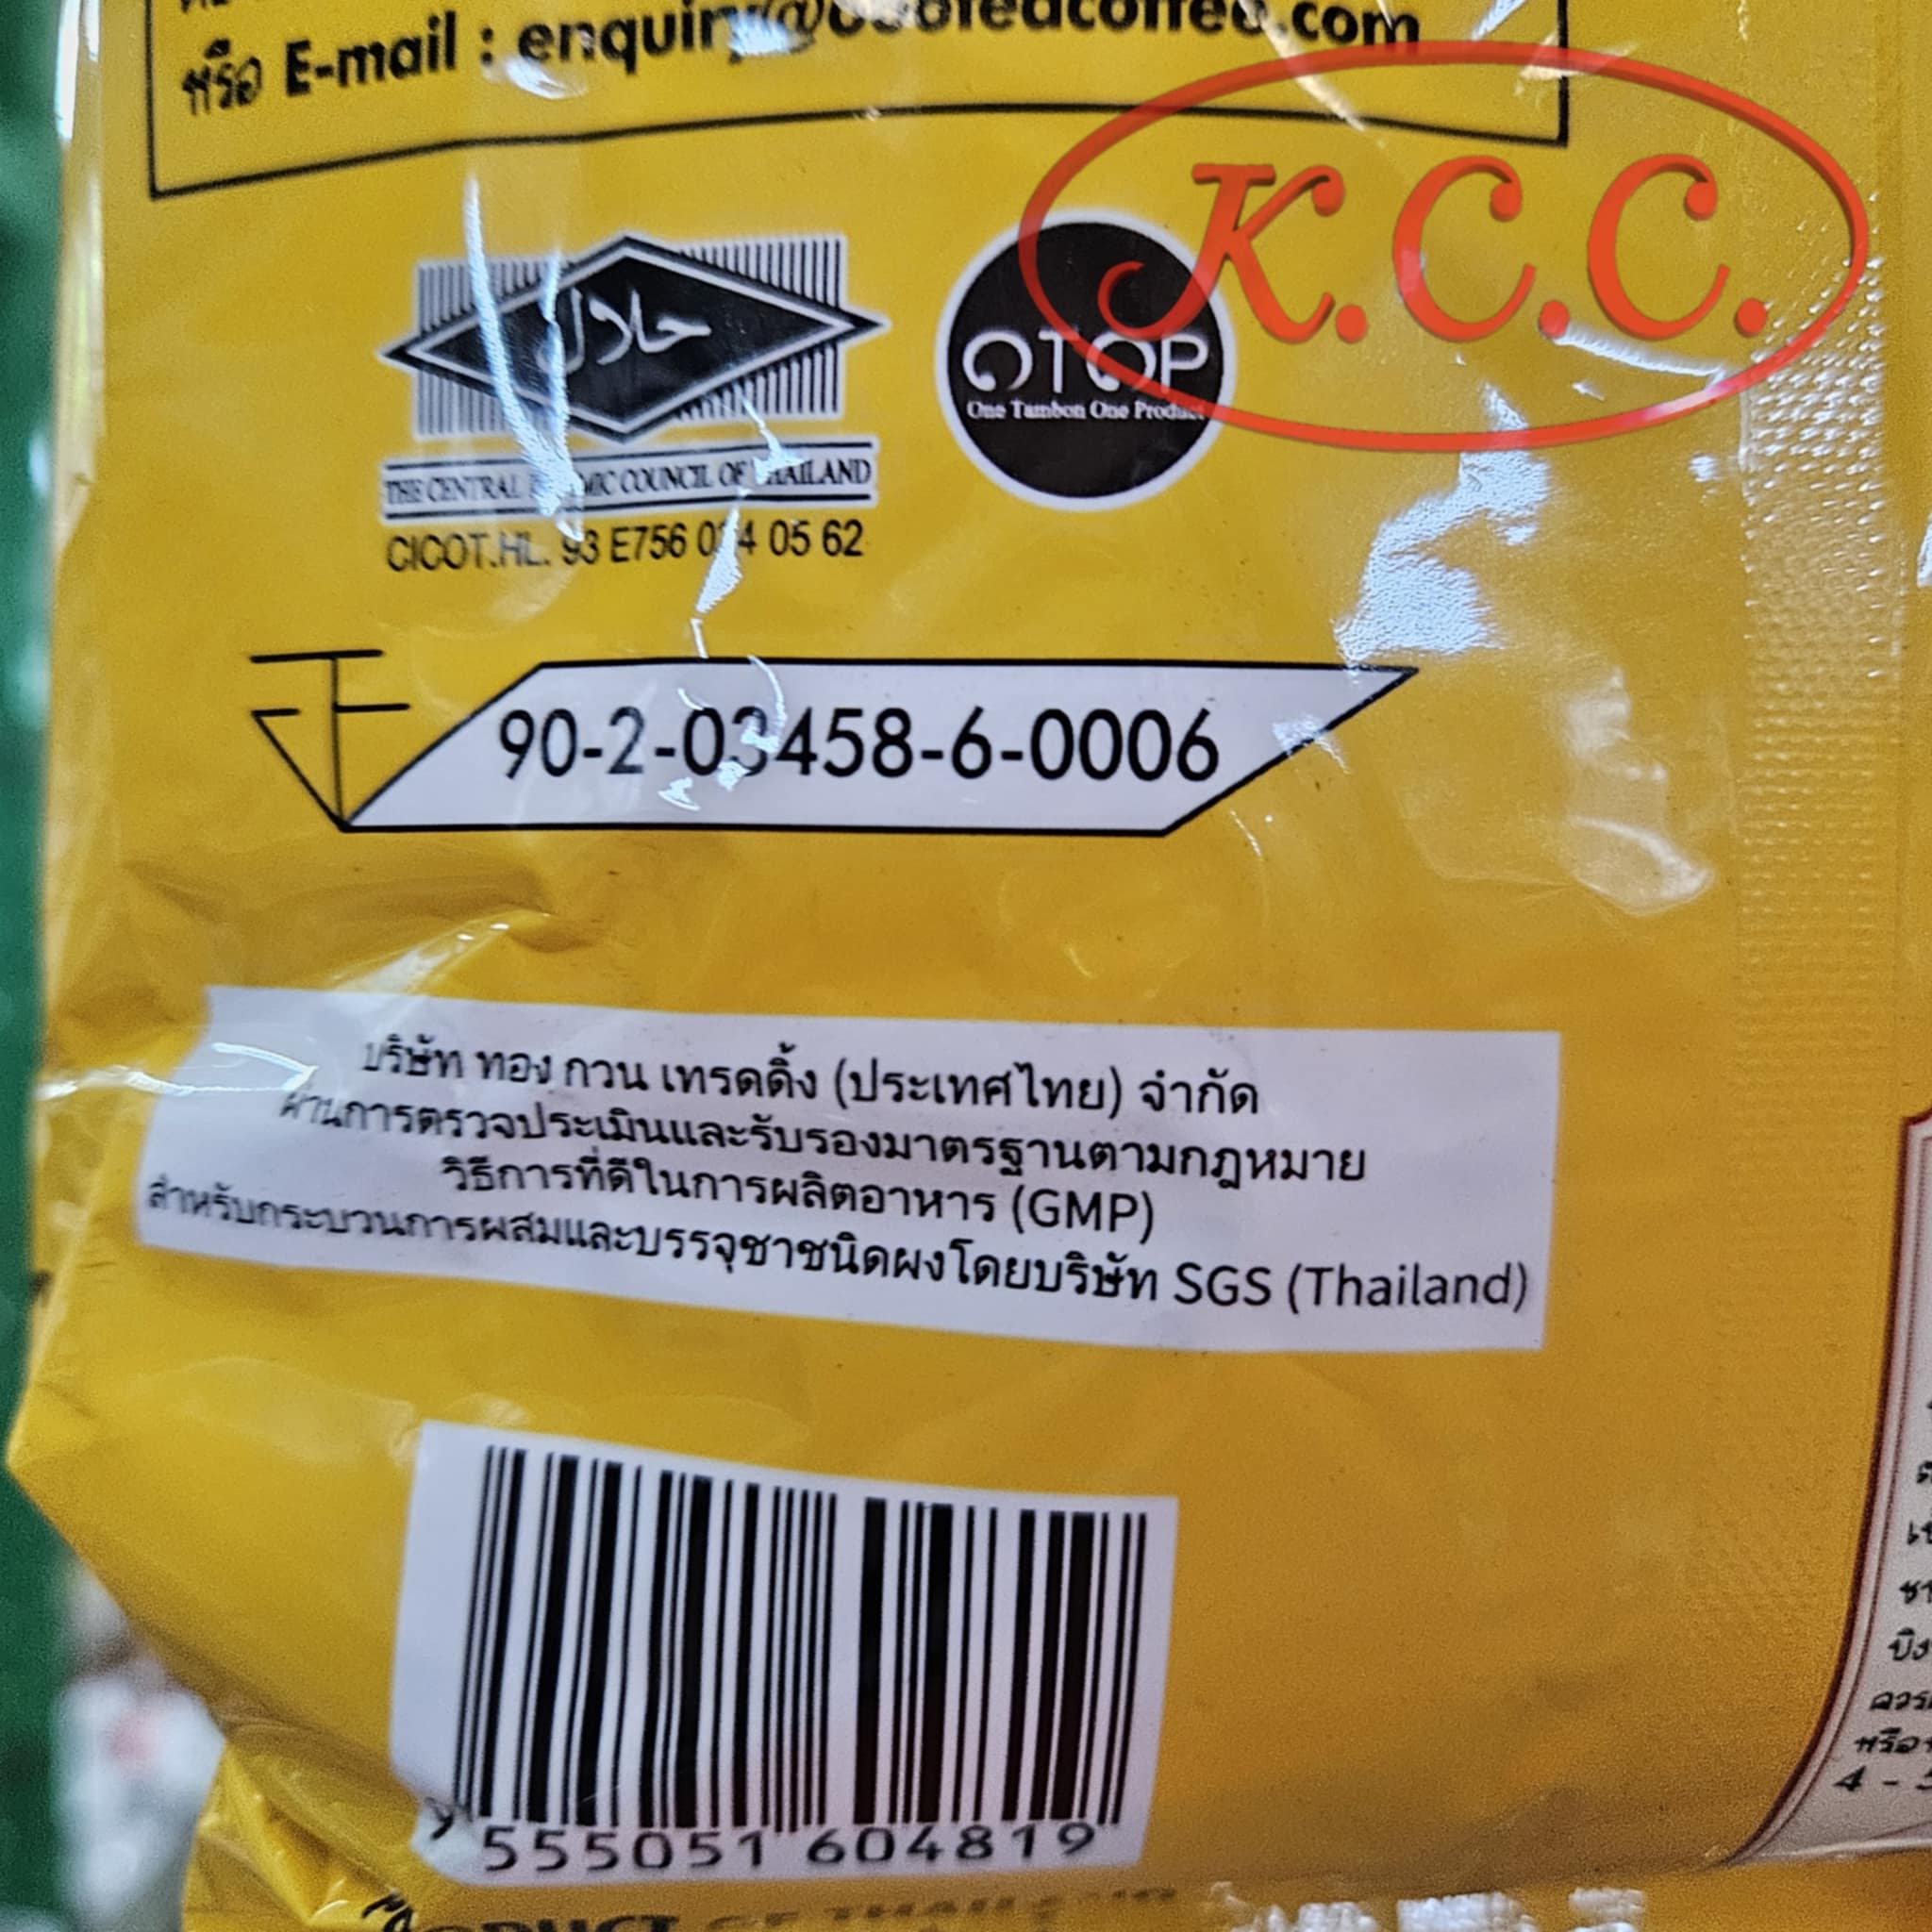 หรือ E-mail :
K.C.C.
حلال
OTOP
One Tambon One Product
THE CENTRAL COUNCIL OF THAILAND
CICOT.HL. 93 E756 05 62
90-2-03458-6-0006
บริษัท ทอง กวน เทรดดิ้ง (ประเทศไทย) จำกัด
ผ่านการตรวจประเมินและรับรองมาตรฐานตามกฎหมาย
วิธีการที่ดีในการผลิตอาหาร (GMP)
สำหรับกระบวนการผสมและบรรจุชาชนิดผงโดยบริษัท SGS (Thailand)
9 555051 604819
PRODUCT OF THAILAND
4 -